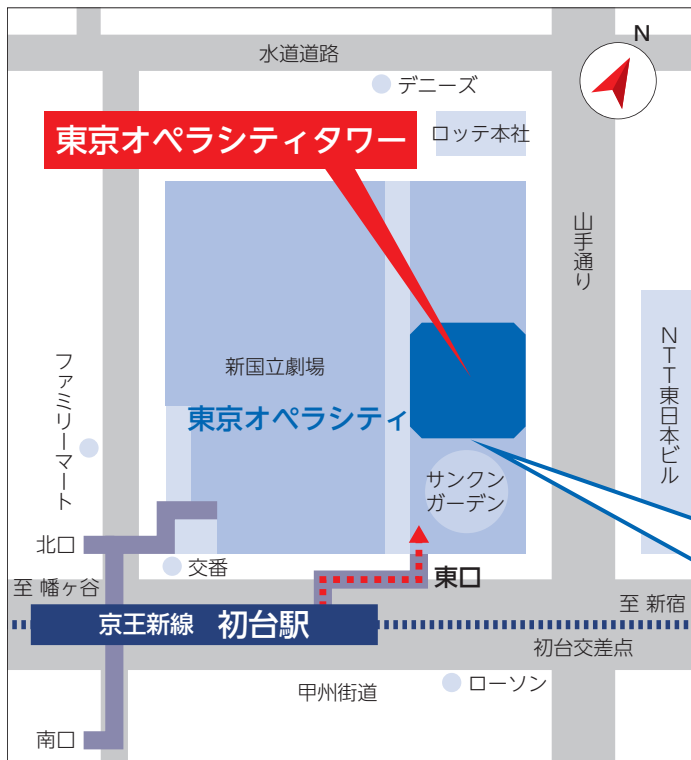 N
水道道路
デニーズ
東京オペラシティタワー
ロッテ本社
山手通り
新国立劇場
東京オペラシティ
NTT東日本ビル
ファミリーマート
サンクン
ガーデン
北口
交番
東口
至 幡ヶ谷
至 新宿
京王新線 初台駅
初台交差点
甲州街道
ローソン
南口